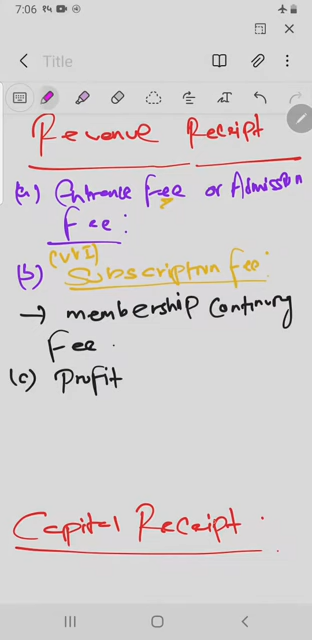 7:06
Title
Revenue Receipt
(a) Entrance Fee or Admission
Fee :
(VVI)
(b) Subscription Fee :
→ membership continuing
Fee .
(c) Profit
Capital Receipt :